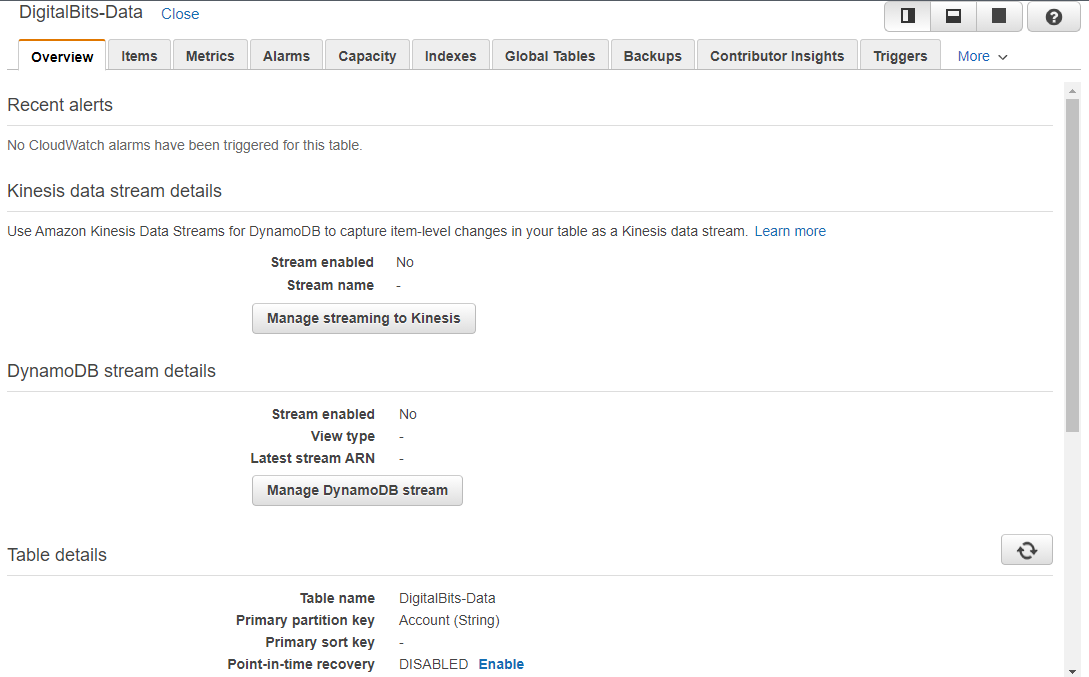 DigitalBits-Data Close
Overview Items Metrics Alarms Capacity Indexes Global Tables Backups Contributor Insights Triggers More
Recent alerts
No CloudWatch alarms have been triggered for this table.
Kinesis data stream details
Use Amazon Kinesis Data Streams for DynamoDB to capture item-level changes in your table as a Kinesis data stream. Learn more
Stream enabled No
Stream name -
Manage streaming to Kinesis
DynamoDB stream details
Stream enabled No
View type -
Latest stream ARN -
Manage DynamoDB stream
Table details
Table name DigitalBits-Data
Primary partition key Account (String)
Primary sort key -
Point-in-time recovery DISABLED Enable